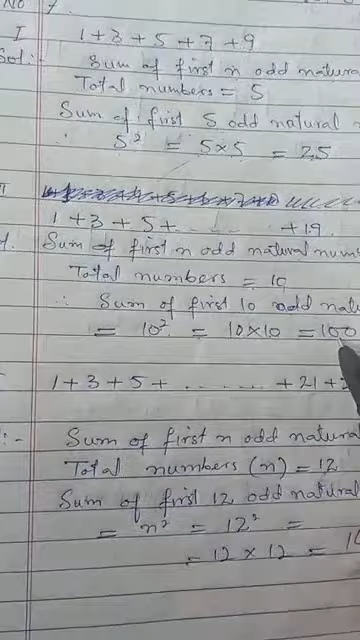 No 7.
I 1+3+5+7+9
Sol:- Sum of first n odd natura
Total numbers = 5
Sum of first 5 odd natural
∴ 5² = 5×5 = 25
II
1+3+5+ ... ... +19
Sum of first n odd natural num
Total numbers = 10
∴ Sum of first 10 odd nat
= 10² = 10×10 = 100
1+3+5+ ... ... +21+
:- Sum of first n odd natura
Total numbers (n) = 12
Sum of first 12 odd natural
= n² = 12² =
= 12 × 12 =